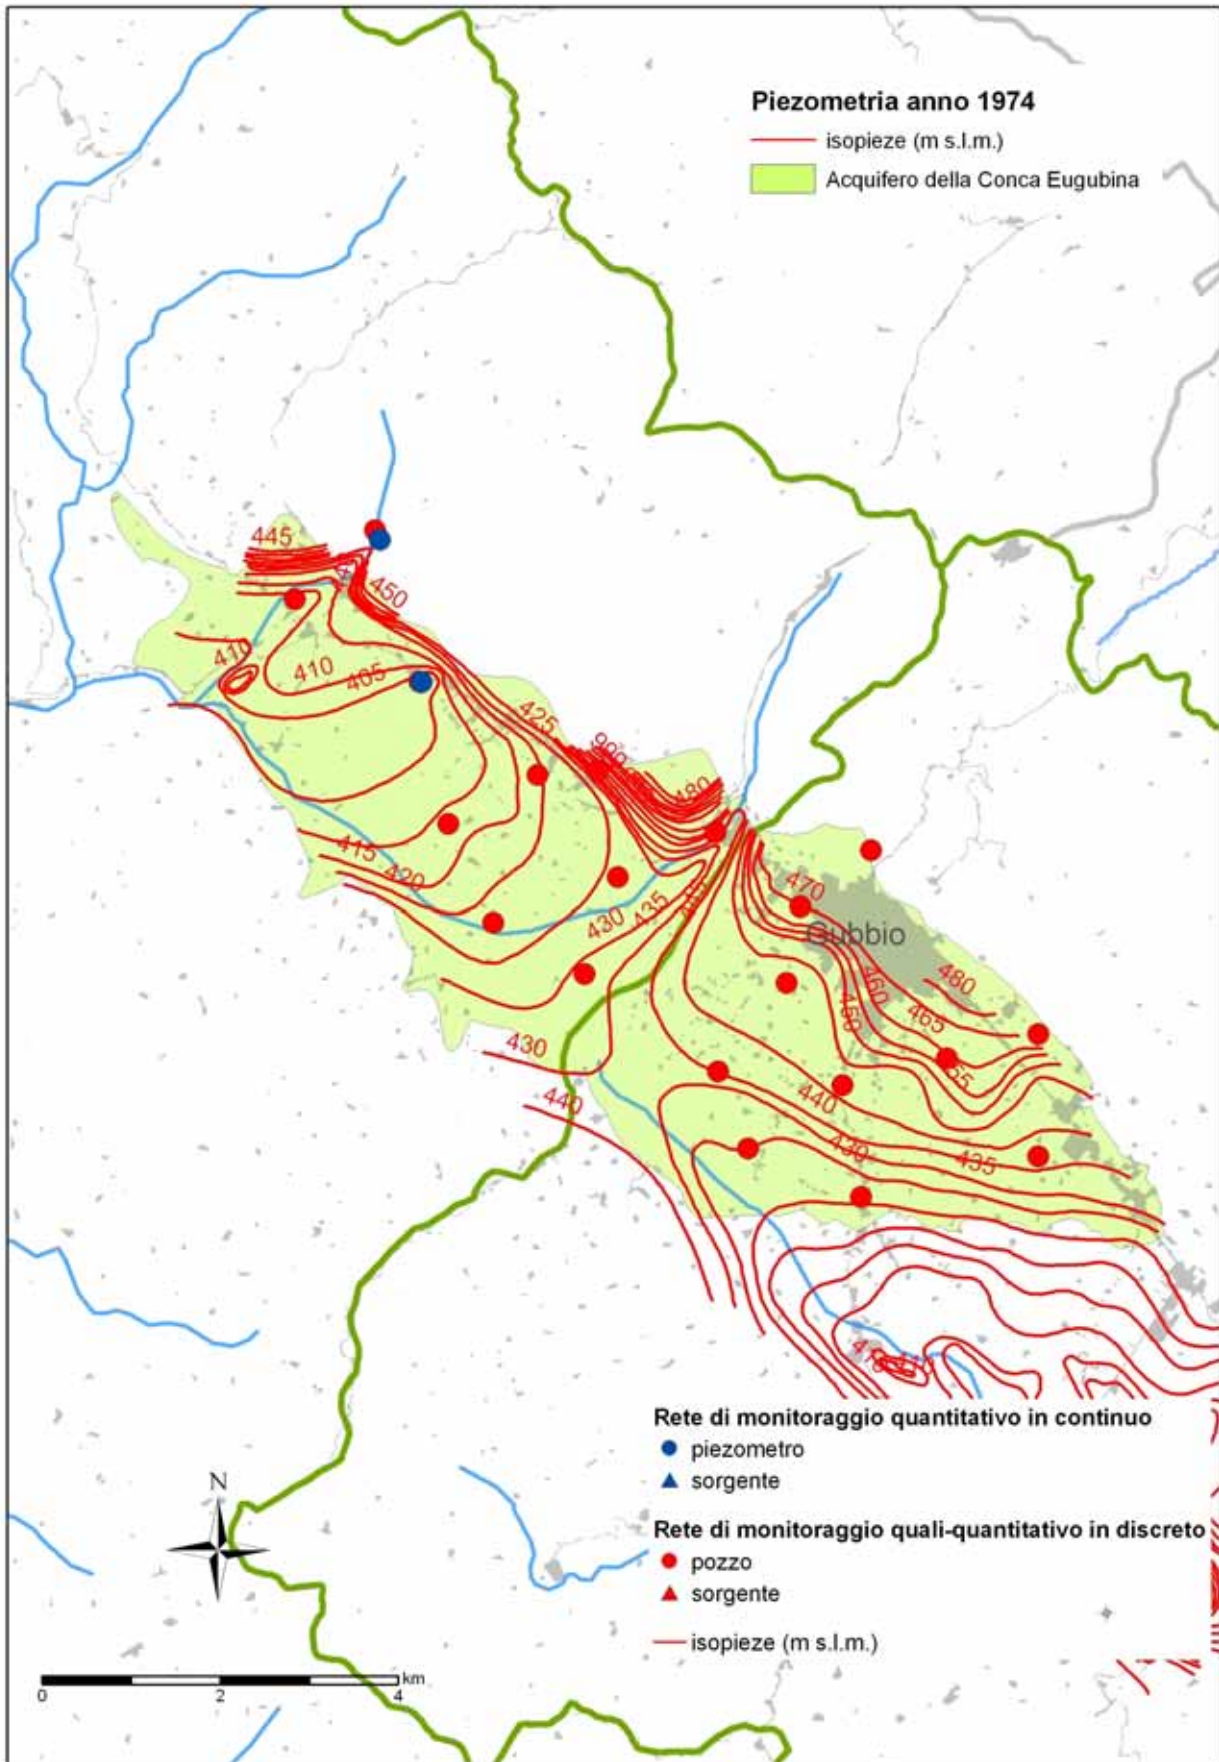 Piezometria anno 1974
isopieze (m s.l.m.)
Acquifero della Conca Eugubina
445
450
410
410
405
425
480
415
420
430
435
470
Gubbio
480
460
450
465
430
440
440
430
435
Rete di monitoraggio quantitativo in continuo
piezometro
sorgente
Rete di monitoraggio quali-quantitativo in discreto
pozzo
sorgente
isopieze (m s.l.m.)
N
km
0 2 4